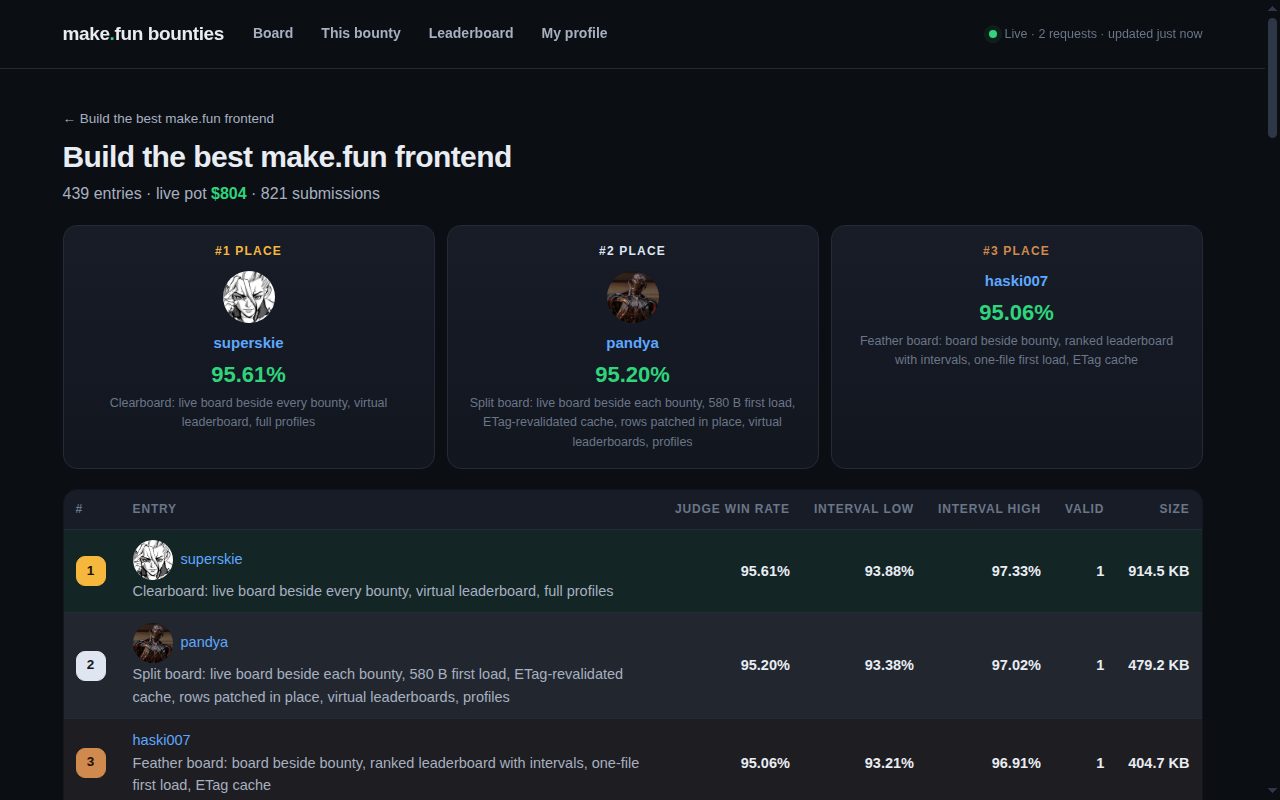 make.fun bounties Board This bounty Leaderboard My profile Live · 2 requests · updated just now
← Build the best make.fun frontend
Build the best make.fun frontend
439 entries · live pot $804 · 821 submissions
#1 PLACE
superskie
95.61%
Clearboard: live board beside every bounty, virtual
leaderboard, full profiles
#2 PLACE
pandya
95.20%
Split board: live board beside each bounty, 580 B first load,
ETag-revalidated cache, rows patched in place, virtual
leaderboards, profiles
#3 PLACE
haski007
95.06%
Feather board: board beside bounty, ranked leaderboard
with intervals, one-file first load, ETag cache
# ENTRY JUDGE WIN RATE INTERVAL LOW INTERVAL HIGH VALID SIZE
superskie
1 95.61% 93.88% 97.33% 1 914.5 KB
Clearboard: live board beside every bounty, virtual leaderboard, full profiles
pandya
2 95.20% 93.38% 97.02% 1 479.2 KB
Split board: live board beside each bounty, 580 B first load, ETag-revalidated
cache, rows patched in place, virtual leaderboards, profiles
haski007
3 Feather board: board beside bounty, ranked leaderboard with intervals, one-file 95.06% 93.21% 96.91% 1 404.7 KB
first load, ETag cache